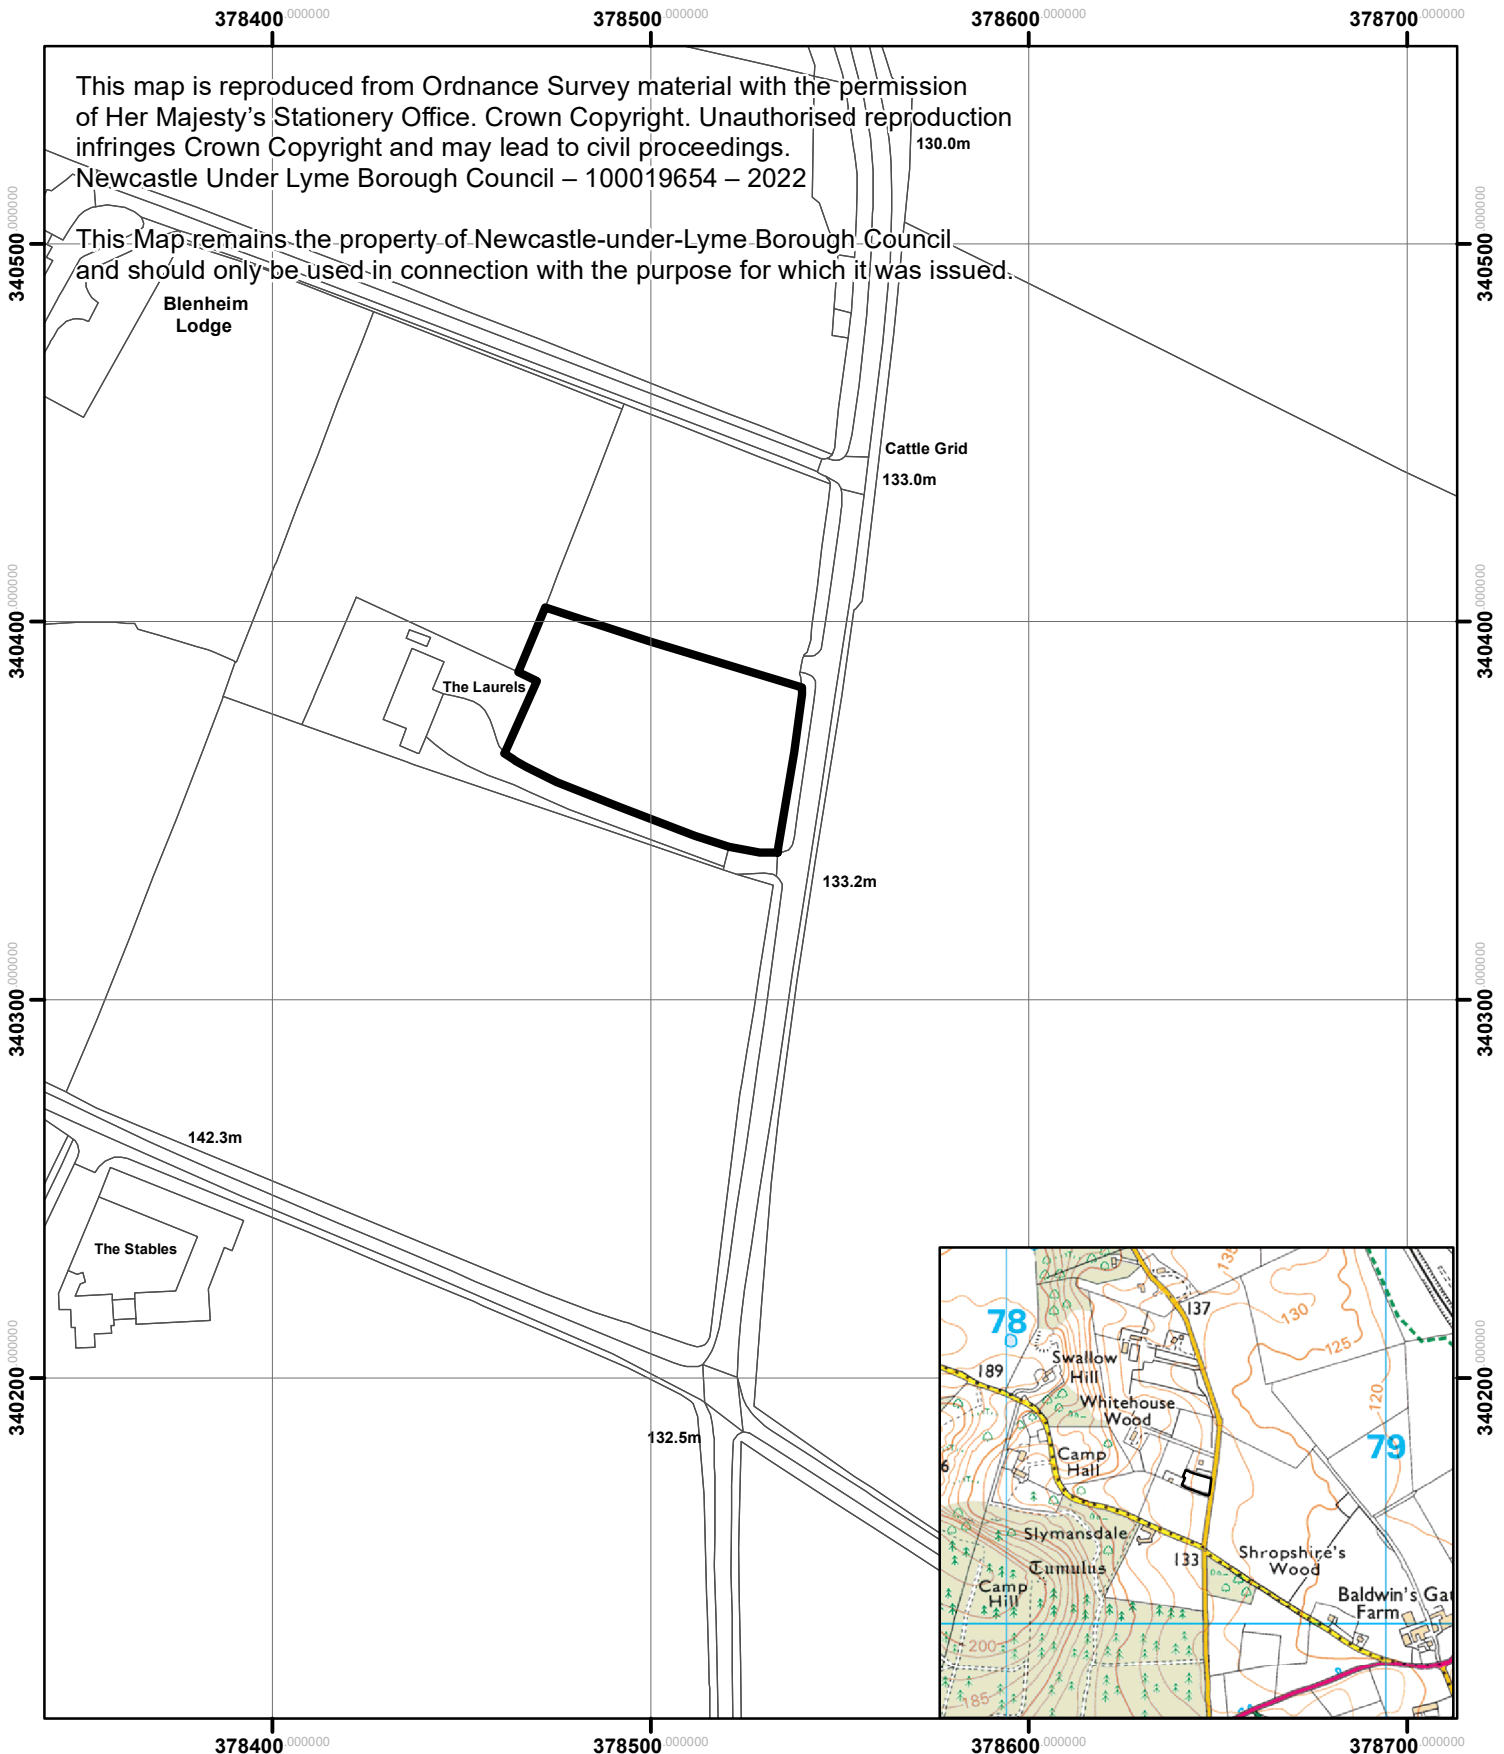 378400.000000
378500.000000
378600.000000
378700.000000
This map is reproduced from Ordnance Survey material with the permission
of Her Majesty’s Stationery Office. Crown Copyright. Unauthorised reproduction
infringes Crown Copyright and may lead to civil proceedings.
Newcastle Under Lyme Borough Council – 100019654 – 2022
This Map remains the property of Newcastle-under-Lyme Borough Council
and should only be used in connection with the purpose for which it was issued.
130.0m
340500.000000
340500.000000
Blenheim
Lodge
Cattle Grid
133.0m
340400.000000
340400.000000
The Laurels
133.2m
340300.000000
340300.000000
142.3m
The Stables
340200.000000
340200.000000
132.5m
135
137
130
125
78
189
Swallow
Hill
120
Whitehouse
Wood
79
6
Camp
Hall
Slymansdale
133
Shropshire's
Wood
Tumulus
Camp
Hill
Baldwin's Ga
Farm
200
185
378400.000000
378500.000000
378600.000000
378700.000000